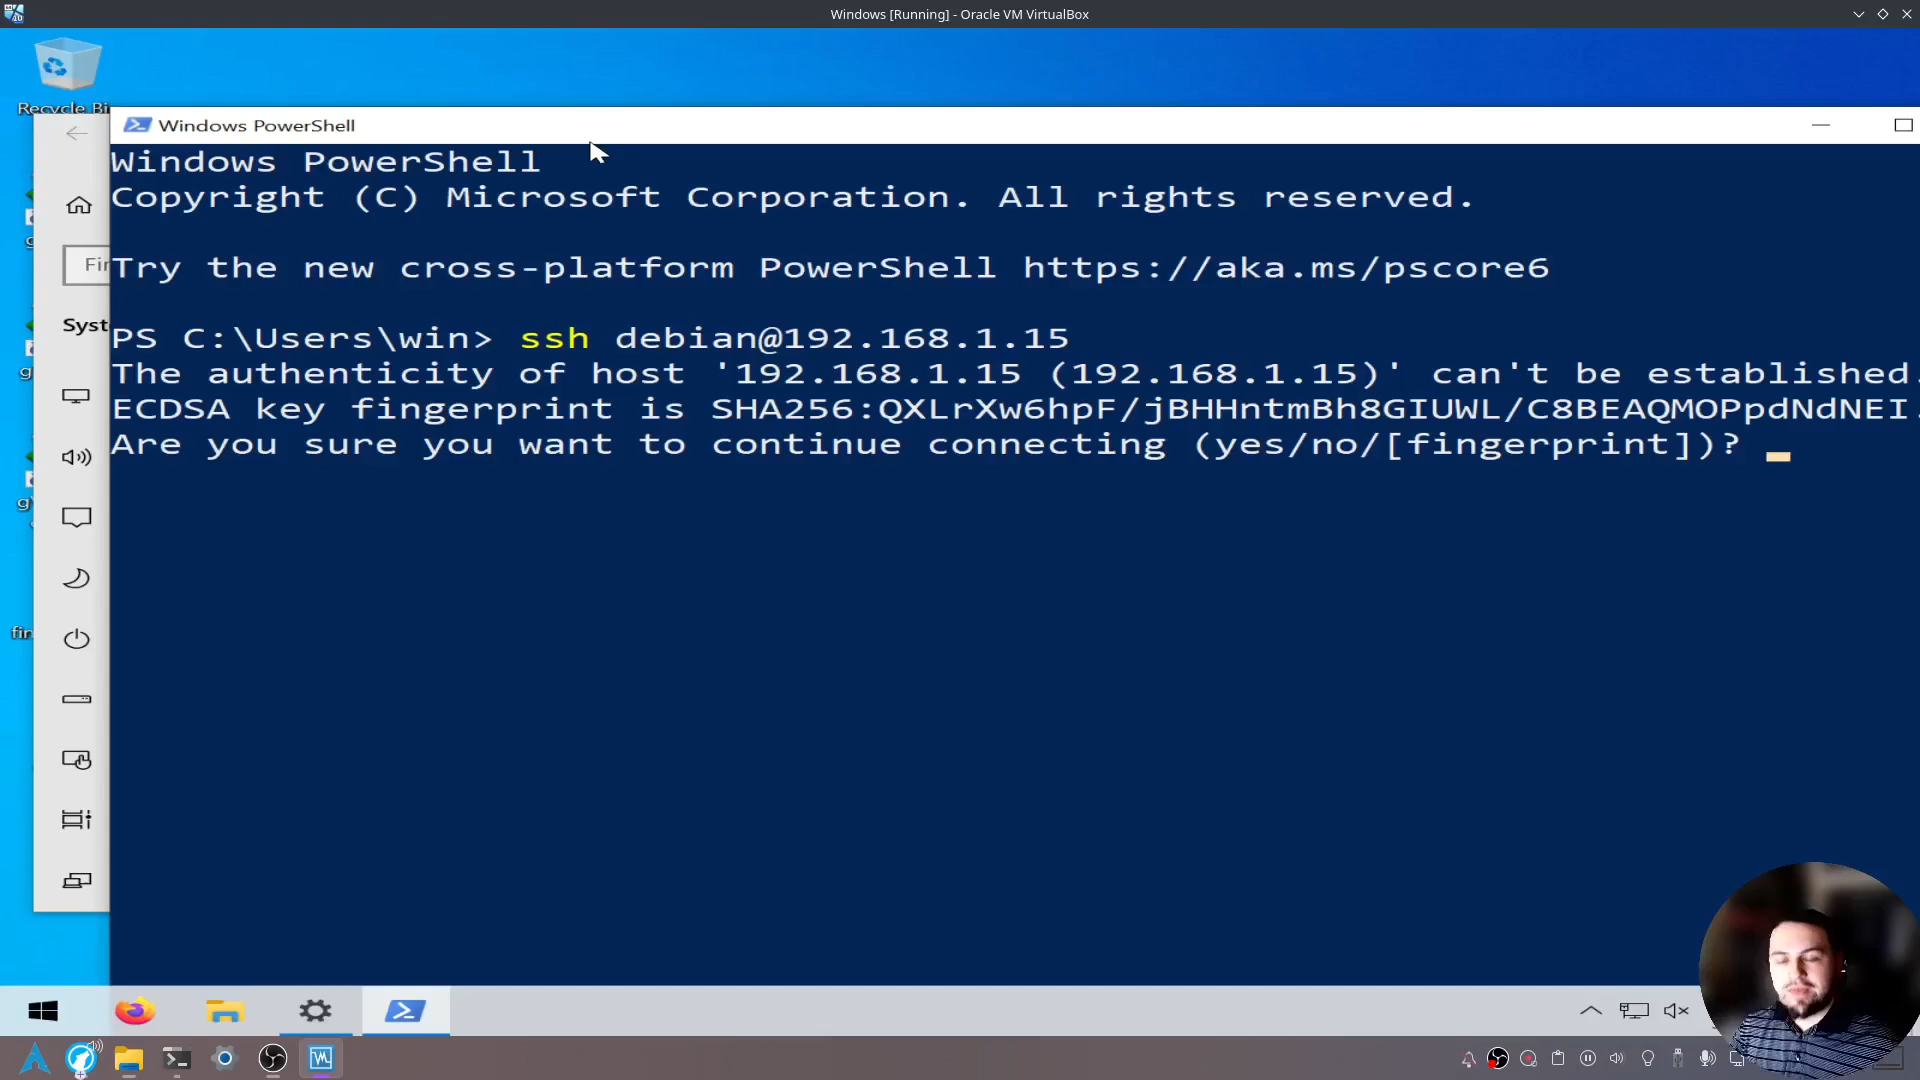 Windows [Running] - Oracle VM VirtualBox
Recycle Bi
Windows PowerShell
Windows PowerShell
Copyright (C) Microsoft Corporation. All rights reserved.
Fin
Try the new cross-platform PowerShell https://aka.ms/pscore6
Syst
PS C:\Users\win> ssh debian@192.168.1.15
The authenticity of host '192.168.1.15 (192.168.1.15)' can't be established.
ECDSA key fingerprint is SHA256:QXLrXw6hpF/jBHHntmBh8GIUWL/C8BEAQMOPpdNdNEI.
Are you sure you want to continue connecting (yes/no/[fingerprint])?